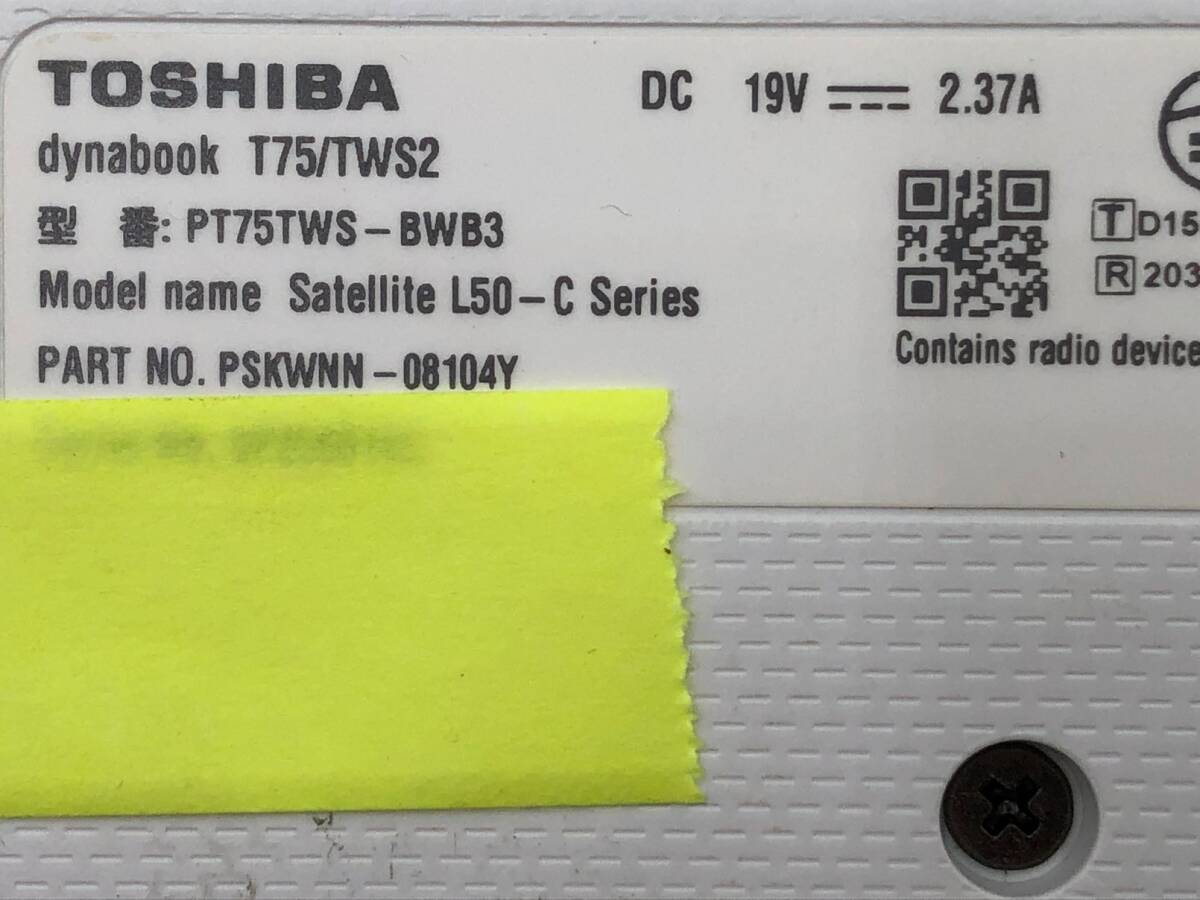 TOSHIBA
DC 19V 2.37A
dynabook T75/TWS2
型 番: PT75TWS-BWB3
Model name Satellite L50-C Series
PART NO. PSKWNN-08104Y
T D15
R 203
Contains radio device